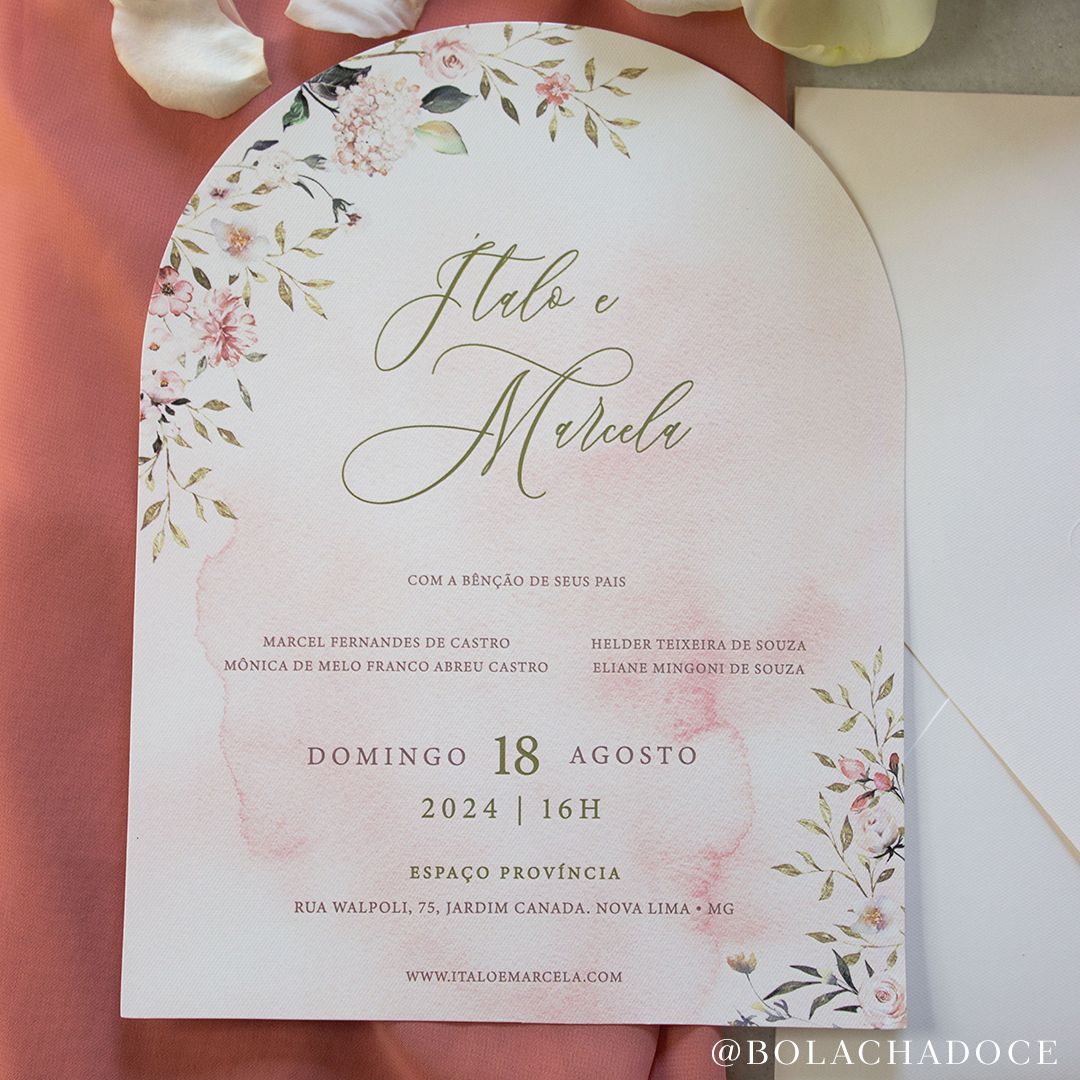 Ítalo e
Marcela
COM A BÊNÇÃO DE SEUS PAIS
MARCEL FERNANDES DE CASTRO
MÔNICA DE MELO FRANCO ABREU CASTRO
HELDER TEIXEIRA DE SOUZA
ELIANE MINGONI DE SOUZA
DOMINGO 18 AGOSTO
2024 | 16H
ESPAÇO PROVÍNCIA
RUA WALPOLI, 75, JARDIM CANADA. NOVA LIMA • MG
WWW.ITALOEMARCELA.COM
@BOLACHADOCE